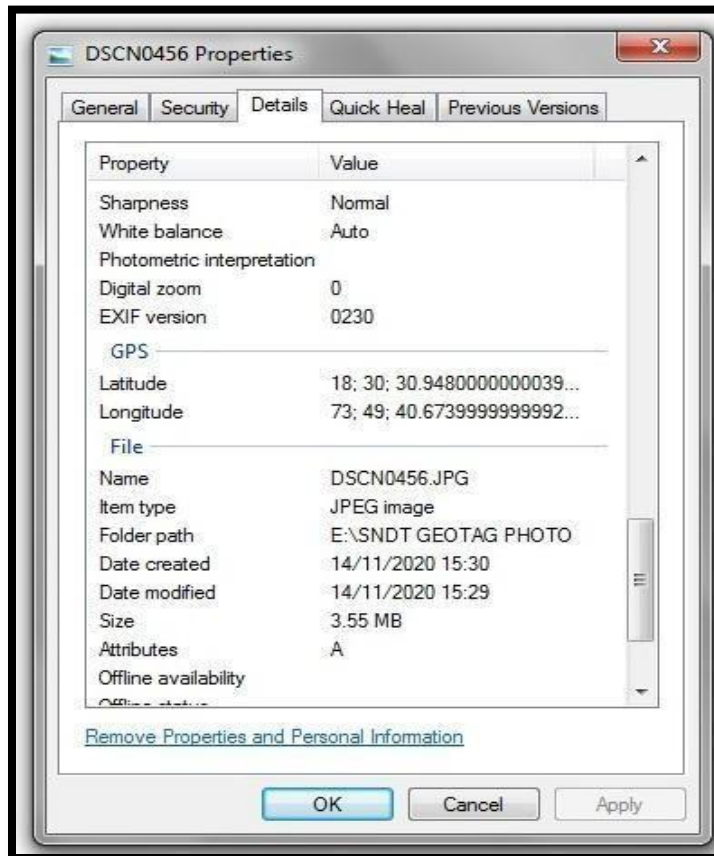 DSCN0456 Properties
General Security Details Quick Heal Previous Versions
Property Value
Sharpness Normal
White balance Auto
Photometric interpretation
Digital zoom 0
EXIF version 0230
GPS
Latitude 18; 30; 30.9480000000039...
Longitude 73; 49; 40.6739999999992...
File
Name DSCN0456.JPG
Item type JPEG image
Folder path E:\SNDT GEOTAG PHOTO
Date created 14/11/2020 15:30
Date modified 14/11/2020 15:29
Size 3.55 MB
Attributes A
Offline availability
Remove Properties and Personal Information
OK Cancel Apply